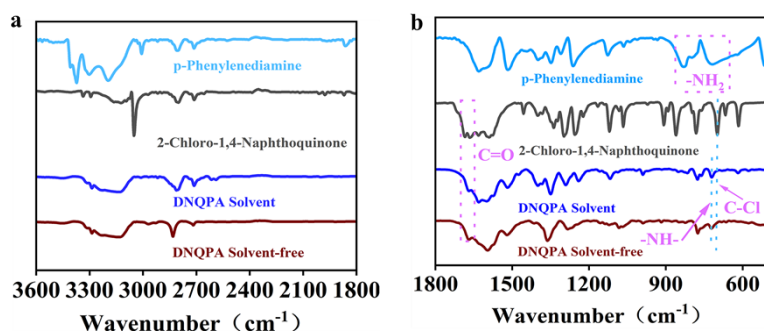 a
p-Phenylenediamine
2-Chloro-1,4-Naphthoquinone
DNQPA Solvent
DNQPA Solvent-free
3600 3300 3000 2700 2400 2100 1800
Wavenumber（cm-1）
b
-NH2
p-Phenylenediamine
C=O
2-Chloro-1,4-Naphthoquinone
DNQPA Solvent
C-Cl
-NH-
DNQPA Solvent-free
1800 1500 1200 900 600
Wavenumber（cm-1）